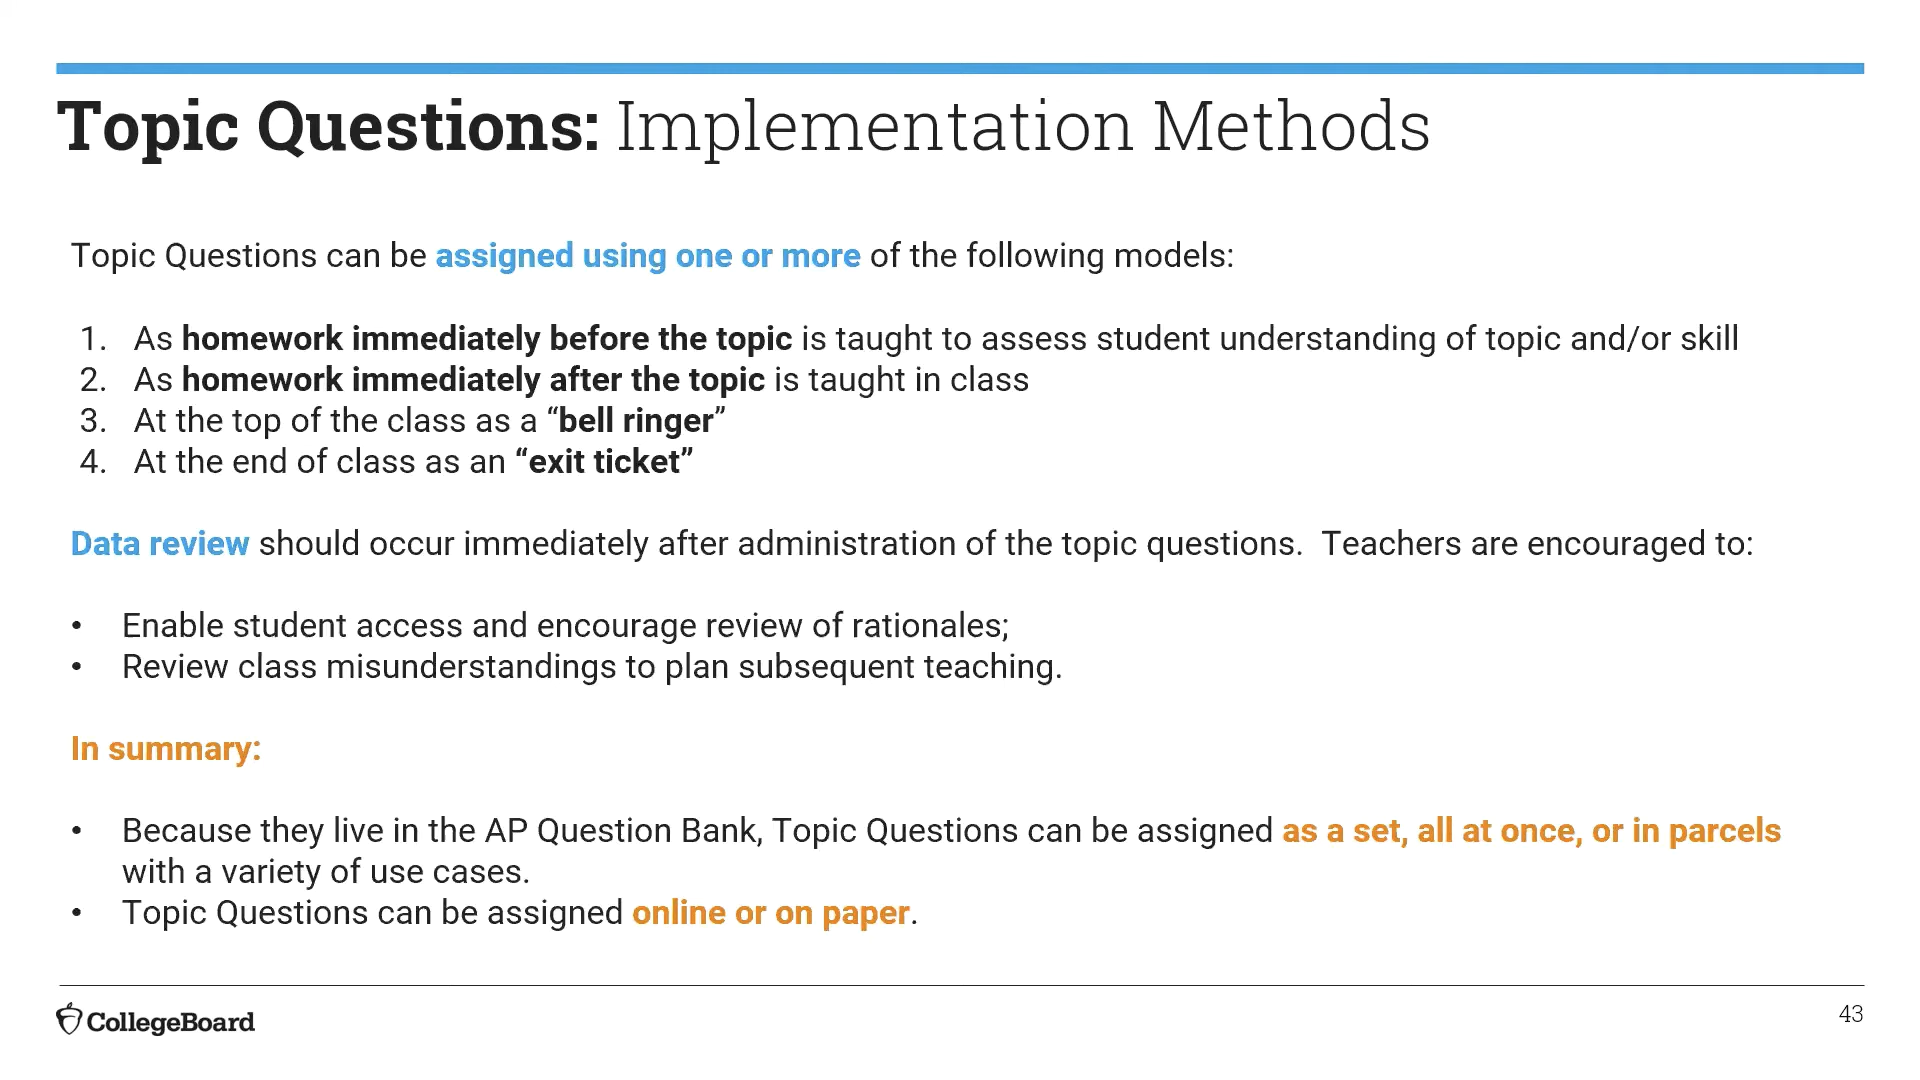 Topic Questions: Implementation Methods
Topic Questions can be assigned using one or more of the following models:
1. As homework immediately before the topic is taught to assess student understanding of topic and/or skill
2. As homework immediately after the topic is taught in class
3. At the top of the class as a “bell ringer”
4. At the end of class as an “exit ticket”
Data review should occur immediately after administration of the topic questions.  Teachers are encouraged to:
• Enable student access and encourage review of rationales;
• Review class misunderstandings to plan subsequent teaching.
In summary:
• Because they live in the AP Question Bank, Topic Questions can be assigned as a set, all at once, or in parcels
with a variety of use cases.
• Topic Questions can be assigned online or on paper.
CollegeBoard
43